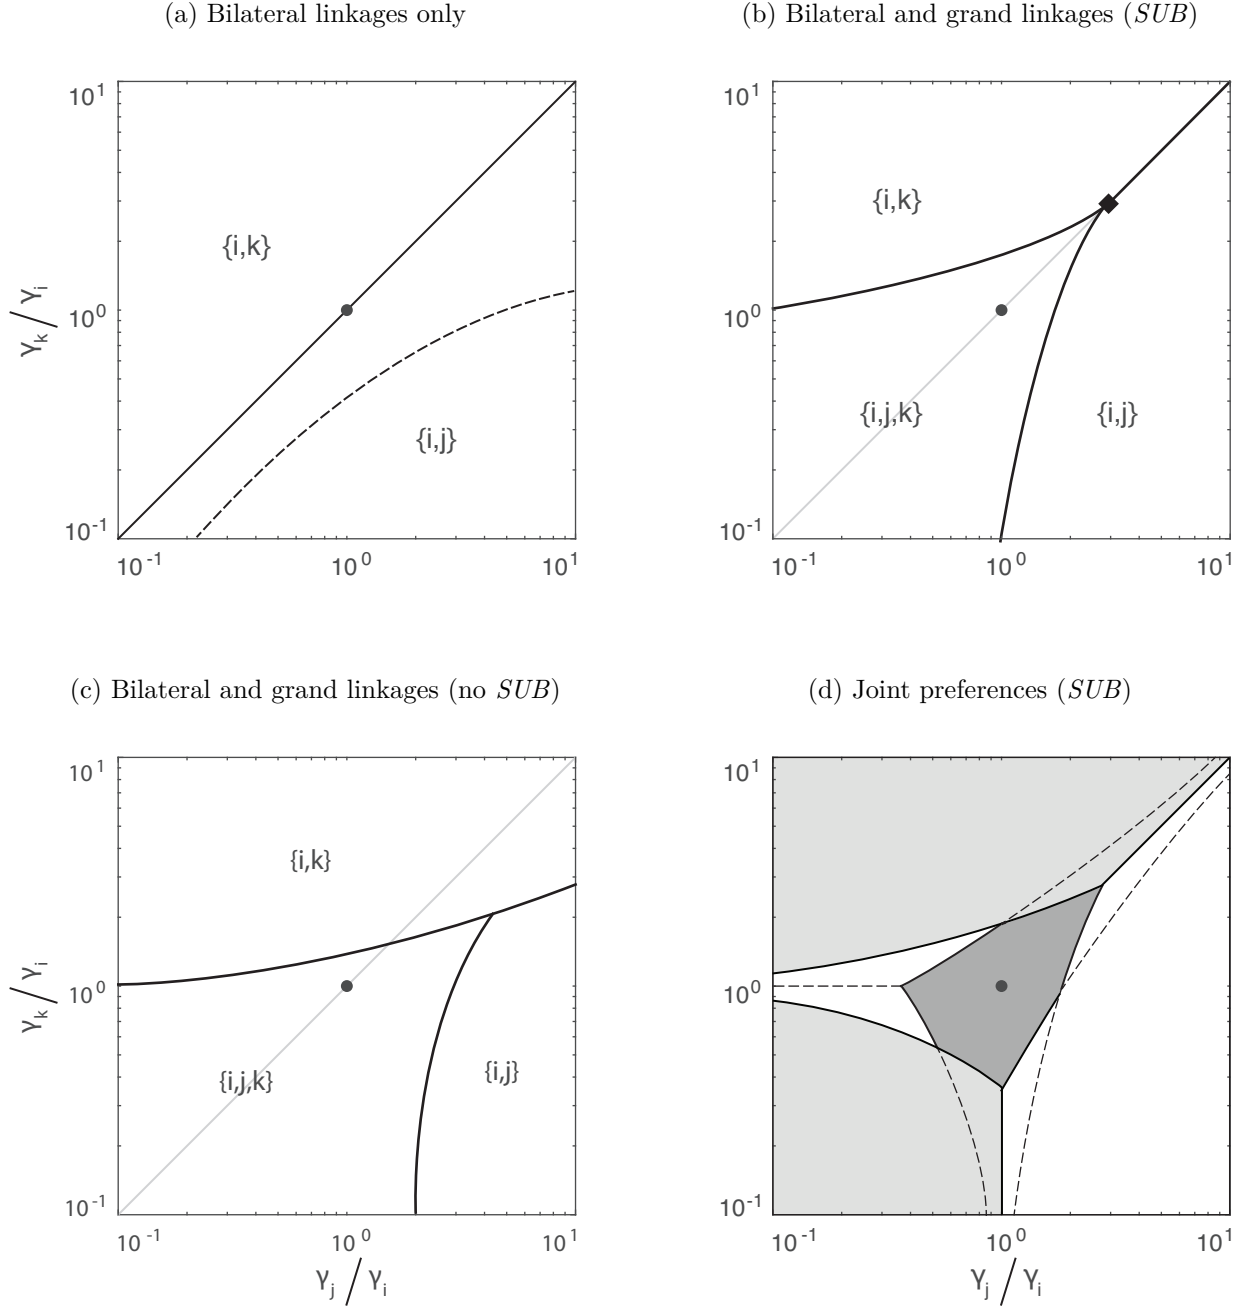 (a) Bilateral linkages only
(b) Bilateral and grand linkages (SUB)
10¹
{i,k}
γₖ / γᵢ
10⁰
{i,j}
10⁻¹
10⁻¹ 10⁰ 10¹
10¹
{i,k}
10⁰
{i,j,k}
{i,j}
10⁻¹
10⁻¹ 10⁰ 10¹
(c) Bilateral and grand linkages (no SUB)
(d) Joint preferences (SUB)
10¹
{i,k}
γₖ / γᵢ
10⁰
{i,j,k}
{i,j}
10⁻¹
10⁻¹ 10⁰ 10¹
γⱼ / γᵢ
10¹
10⁰
10⁻¹
10⁻¹ 10⁰ 10¹
γⱼ / γᵢ